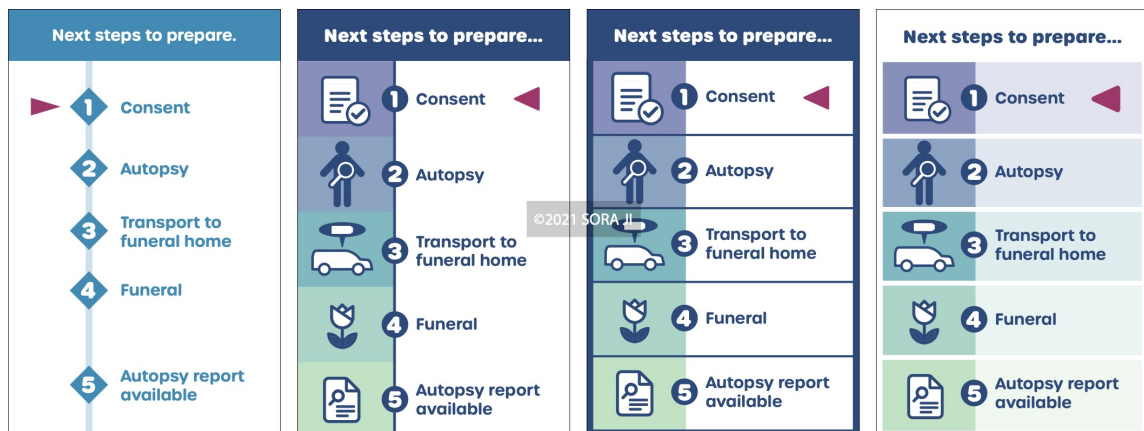 Next steps to prepare.
1 Consent
2 Autopsy
3 Transport to
funeral home
4 Funeral
5 Autopsy report
available
Next steps to prepare...
1 Consent
2 Autopsy
3 Transport to
funeral home
4 Funeral
5 Autopsy report
available
Next steps to prepare...
1 Consent
2 Autopsy
3 Transport to
funeral home
4 Funeral
5 Autopsy report
available
Next steps to prepare...
1 Consent
2 Autopsy
3 Transport to
funeral home
4 Funeral
5 Autopsy report
available
©2021 SORA JI